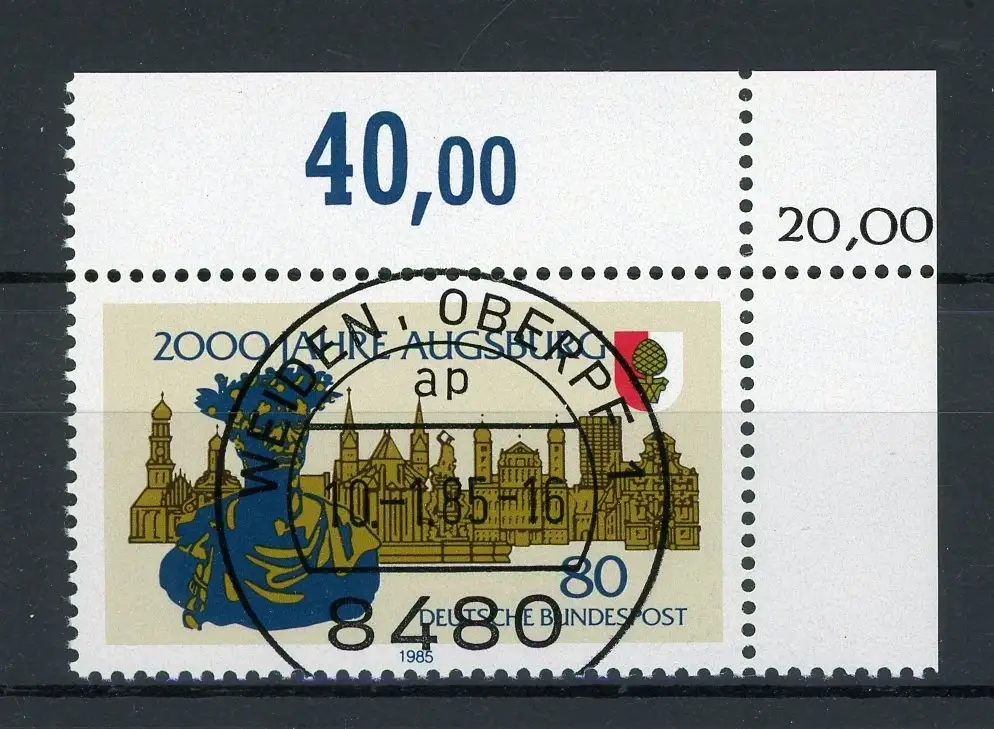 40,00
20,00
2000 JAHRE AUGSBURG
WEIDEN, OBERPF 1
ap
10.-1.85-16
80
DEUTSCHE BUNDESPOST
8480
1985